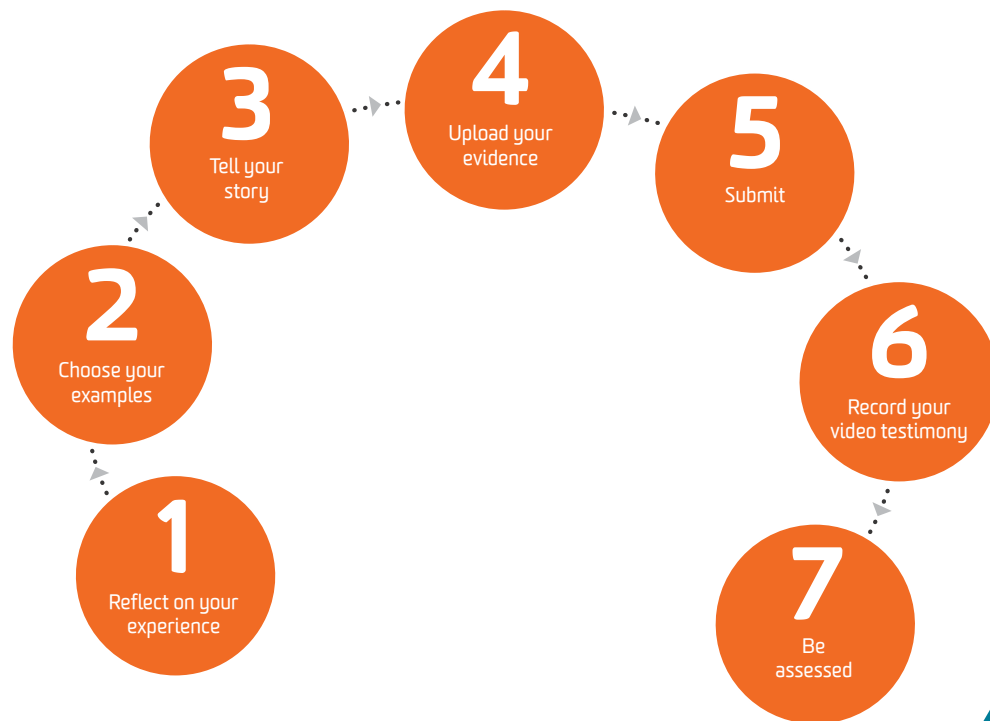 1
Reflect on your
experience
2
Choose your
examples
3
Tell your
story
4
Upload your
evidence
5
Submit
6
Record your
video testimony
7
Be
assessed